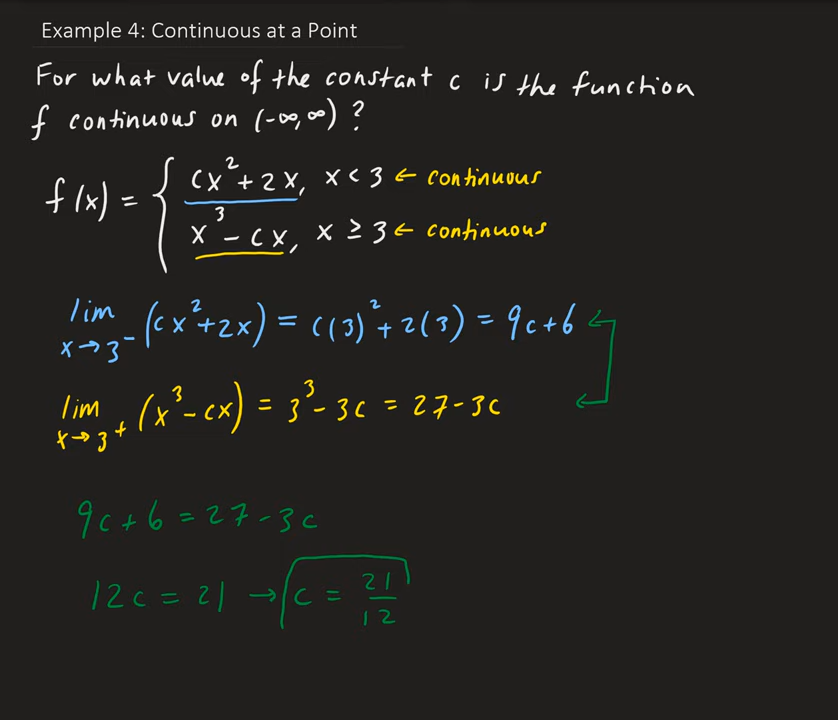 Example 4: Continuous at a Point
For what value of the constant c is the function
f continuous on (-∞, ∞) ?
f(x) = { cx² + 2x, x < 3 ← continuous
x³ - cx, x ≥ 3 ← continuous
lim x→3⁻ (cx² + 2x) = c(3)² + 2(3) = 9c + 6
lim x→3⁺ (x³ - cx) = 3³ - 3c = 27 - 3c
9c + 6 = 27 - 3c
12c = 21 → c = 21/12